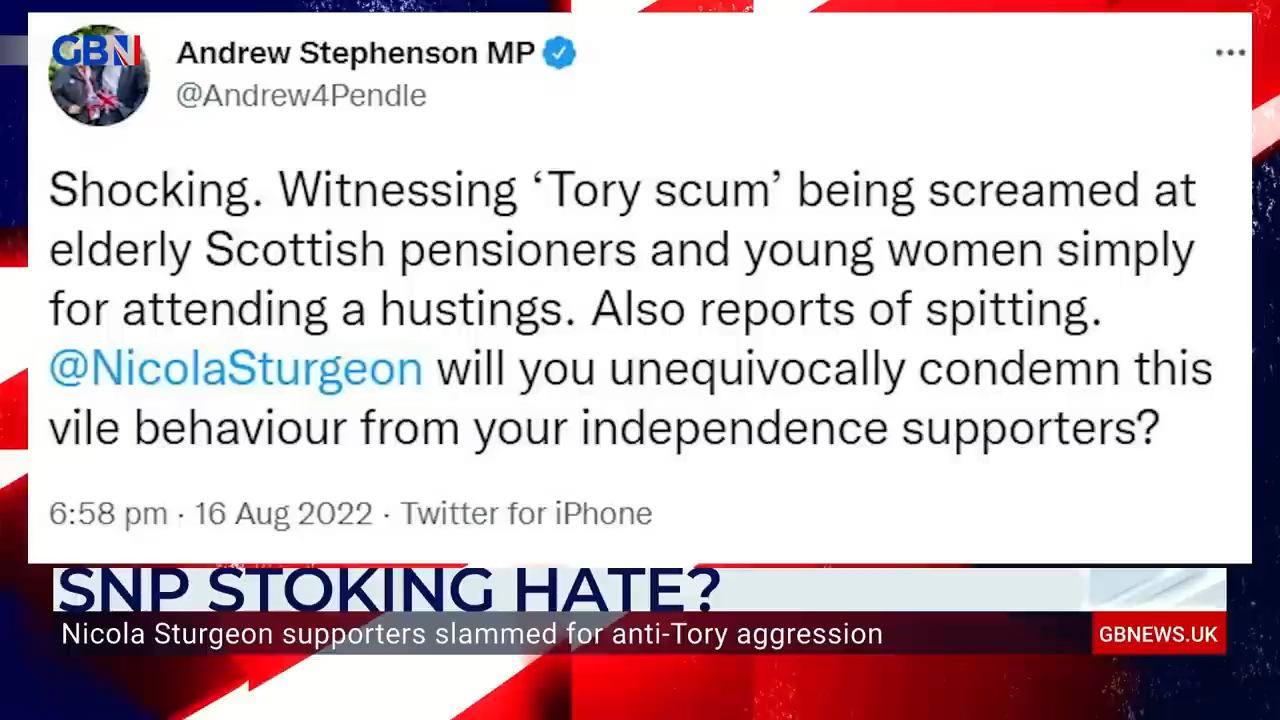 GBN
Andrew Stephenson MP
@Andrew4Pendle
Shocking. Witnessing ‘Tory scum’ being screamed at
elderly Scottish pensioners and young women simply
for attending a hustings. Also reports of spitting.
@NicolaSturgeon will you unequivocally condemn this
vile behaviour from your independence supporters?
6:58 pm · 16 Aug 2022 · Twitter for iPhone
SNP STOKING HATE?
Nicola Sturgeon supporters slammed for anti-Tory aggression
GBNEWS.UK